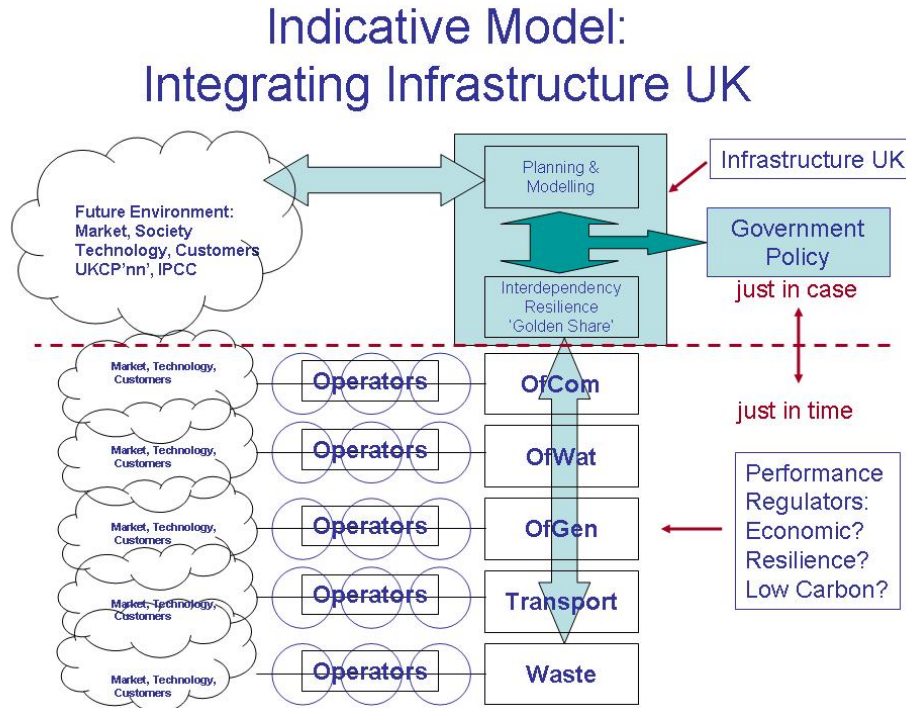 Indicative Model:
Integrating Infrastructure UK
Future Environment:
Market, Society
Technology, Customers
UKCP'nn', IPCC
Planning &
Modelling
Interdependency
Resilience
'Golden Share'
Infrastructure UK
Government
Policy
just in case
just in time
Market, Technology,
Customers
Operators
OfCom
Market, Technology,
Customers
Operators
OfWat
Market, Technology,
Customers
Operators
OfGen
Market, Technology,
Customers
Operators
Transport
Market, Technology,
Customers
Operators
Waste
Performance
Regulators:
Economic?
Resilience?
Low Carbon?